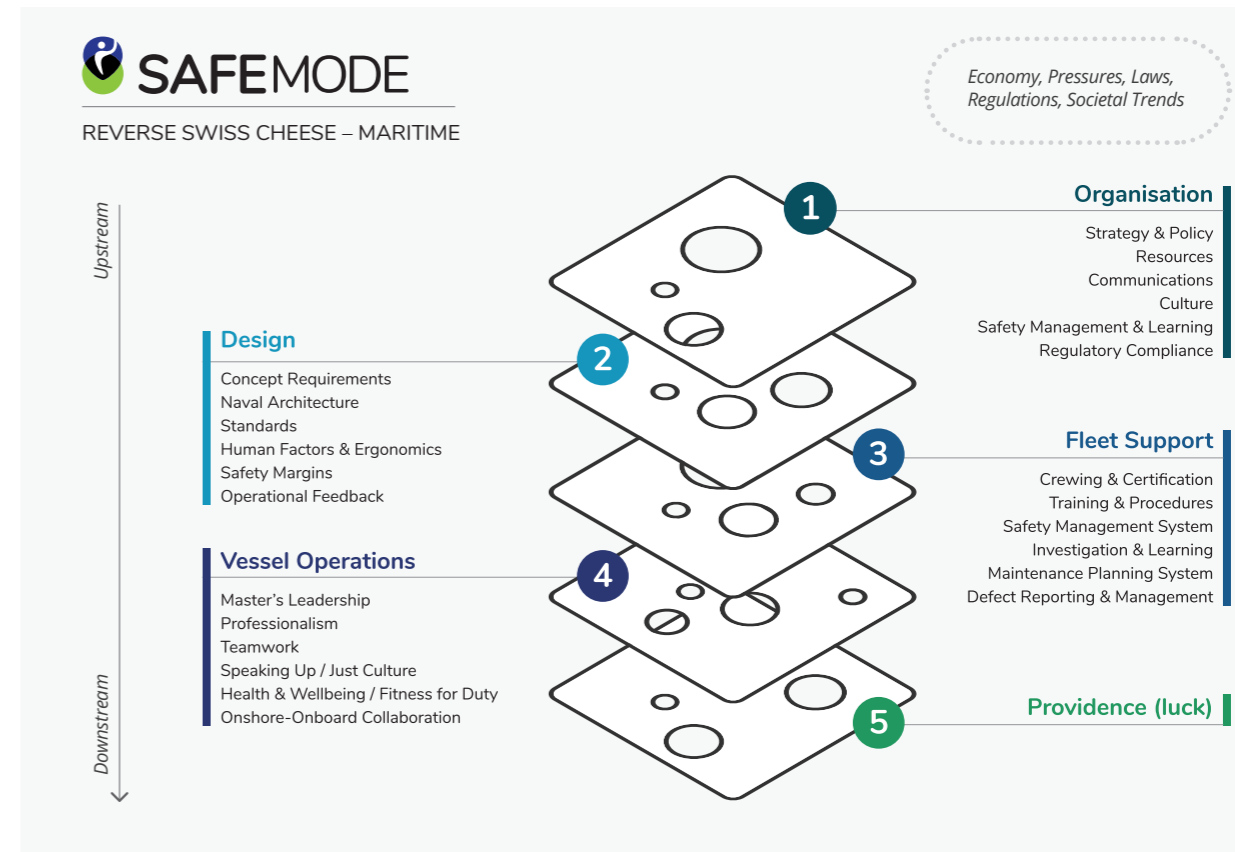 SAFEMODE
REVERSE SWISS CHEESE – MARITIME
Economy, Pressures, Laws,
Regulations, Societal Trends
Upstream
Downstream
1
Organisation
Strategy & Policy
Resources
Communications
Culture
Safety Management & Learning
Regulatory Compliance
2
Design
Concept Requirements
Naval Architecture
Standards
Human Factors & Ergonomics
Safety Margins
Operational Feedback
3
Fleet Support
Crewing & Certification
Training & Procedures
Safety Management System
Investigation & Learning
Maintenance Planning System
Defect Reporting & Management
4
Vessel Operations
Master’s Leadership
Professionalism
Teamwork
Speaking Up / Just Culture
Health & Wellbeing / Fitness for Duty
Onshore-Onboard Collaboration
5
Providence (luck)